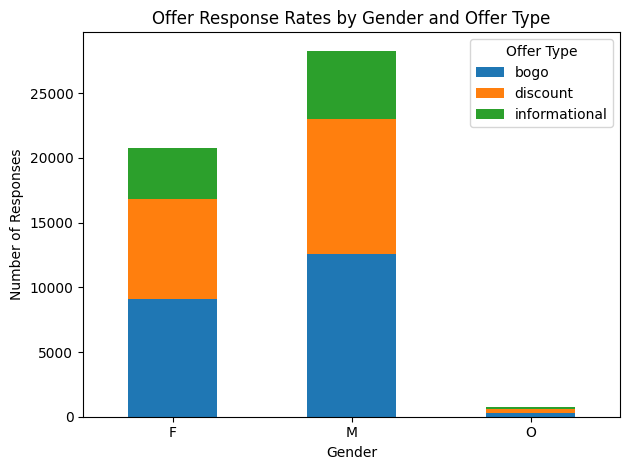 Offer Response Rates by Gender and Offer Type
Offer Type
bogo
discount
informational
25000
20000
15000
10000
5000
0
Number of Responses
F M O
Gender